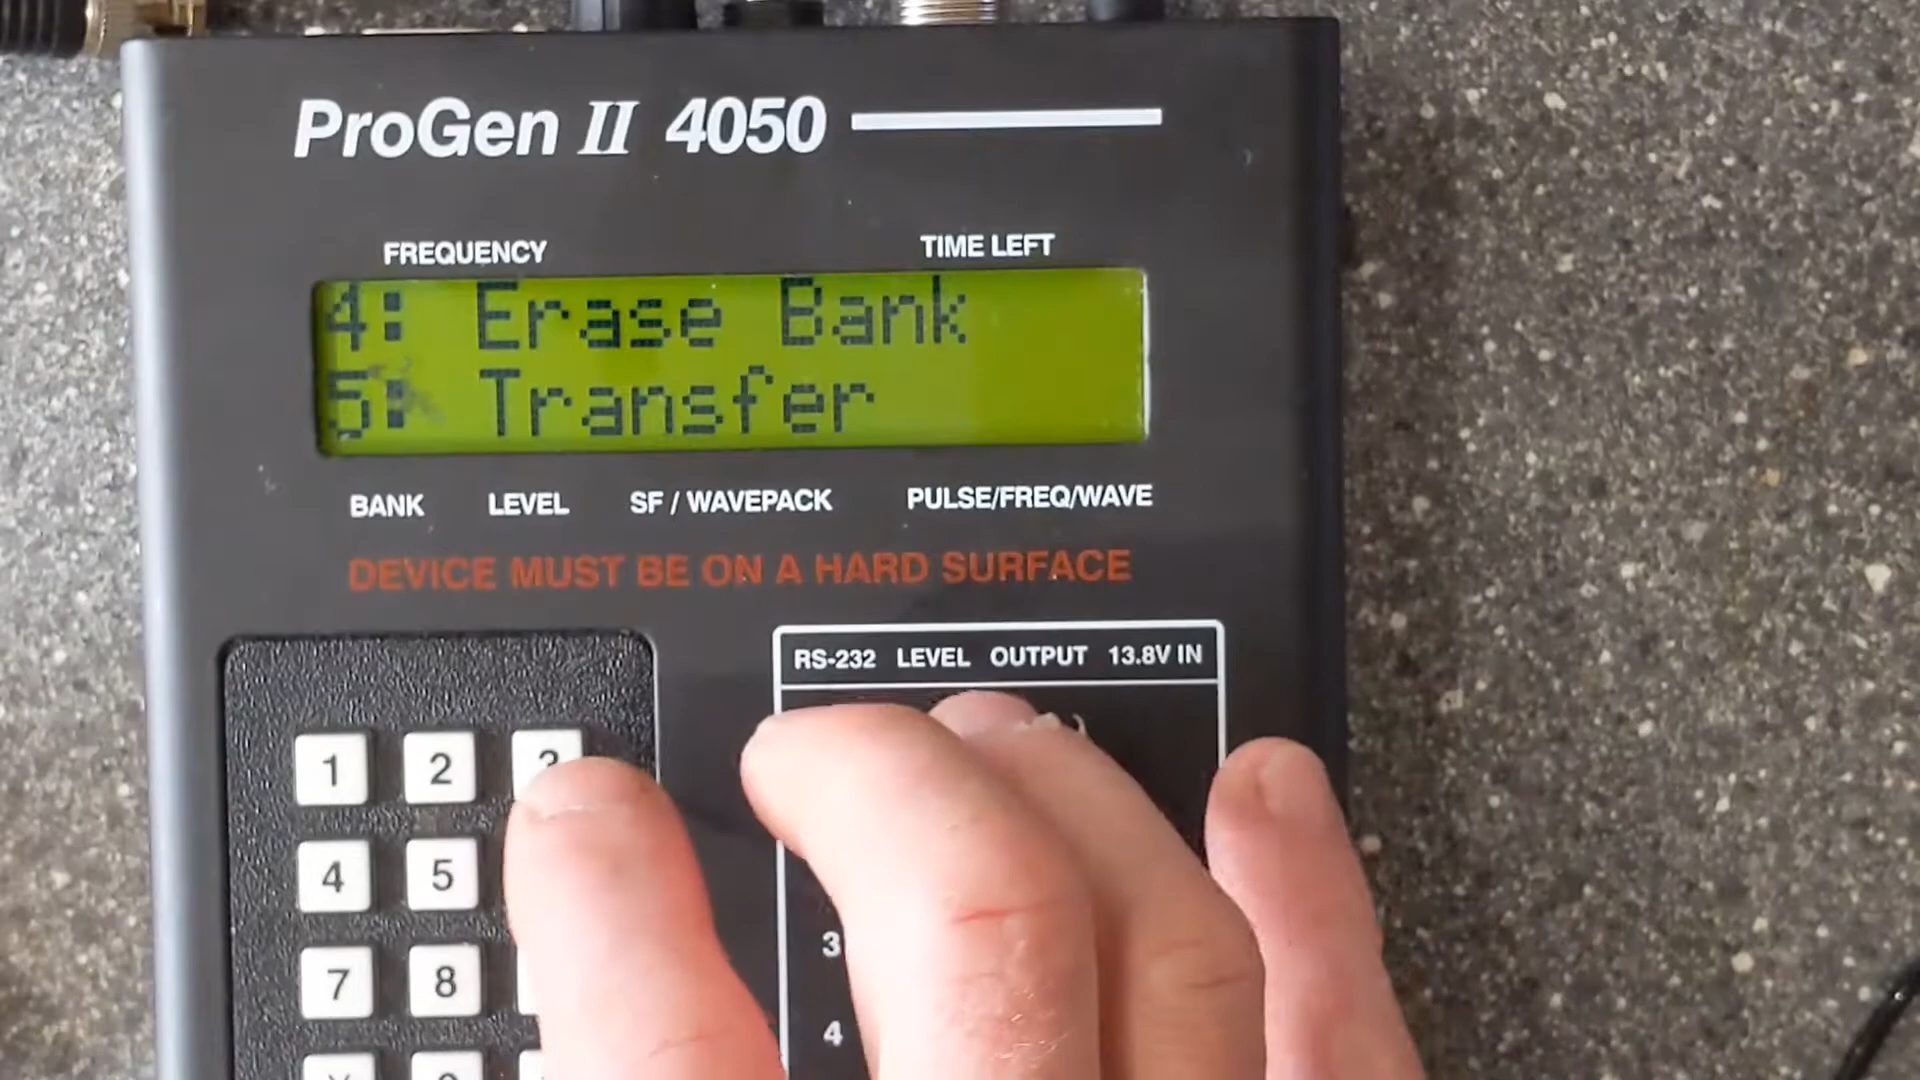 ProGen II 4050
FREQUENCY TIME LEFT
4: Erase Bank
5: Transfer
BANK LEVEL SF / WAVEPACK PULSE/FREQ/WAVE
DEVICE MUST BE ON A HARD SURFACE
RS-232 LEVEL OUTPUT 13.8V IN
1 2 3
4 5
3
7 8
4